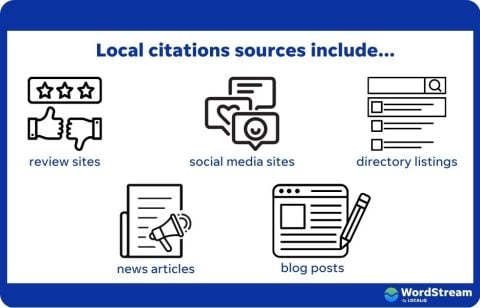 Local citations sources include...
review sites
social media sites
directory listings
news articles
blog posts
WordStream
By LOCALiQ